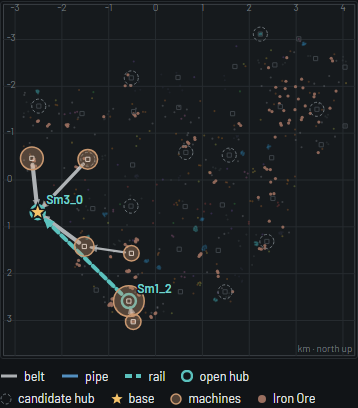 -3 -2 -1 0 1 2 3 4
-3
-2
-1
0
Sm3_0
1
2
Sm1_2
3
km · north up
belt pipe rail open hub
candidate hub base machines Iron Ore